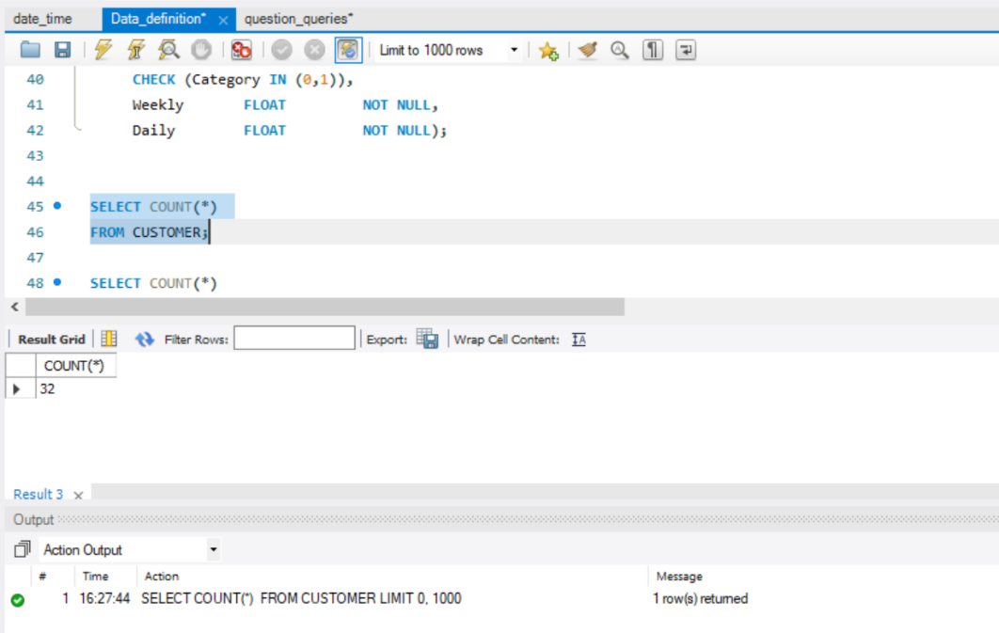 date_time Data_definition* × question_queries*
Limit to 1000 rows
40 CHECK (Category IN (0,1)),
41 Weekly FLOAT NOT NULL,
42 Daily FLOAT NOT NULL);
43
44
45 SELECT COUNT(*)
46 FROM CUSTOMER;
47
48 SELECT COUNT(*)
Result Grid Filter Rows: Export: Wrap Cell Content: IA
COUNT(*)
32
Result 3 ×
Output
Action Output
# Time Action Message
1 16:27:44 SELECT COUNT(*) FROM CUSTOMER LIMIT 0, 1000 1 row(s) returned